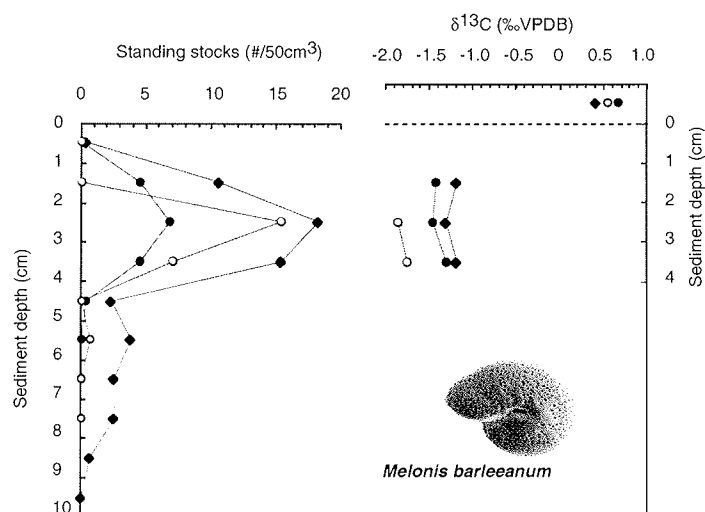 Standing stocks (#/50cm3)
0 5 10 15 20
Sediment depth (cm)
0
1
2
3
4
5
6
7
8
9
10
δ13C (‰VPDB)
-2.0 -1.5 -1.0 -0.5 0 0.5 1.0
0
1
2
3
4
Sediment depth (cm)
Melonis barleeanum